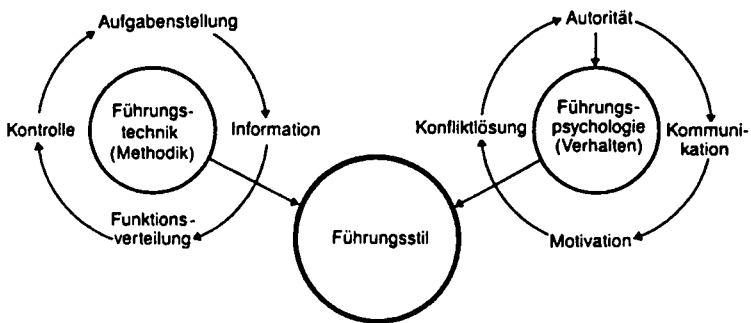 Aufgabenstellung
Kontrolle
Führungs-
technik
(Methodik)
Information
Funktions-
verteilung
Führungsstil
Autorität
Konfliktlösung
Führungs-
psychologie
(Verhalten)
Kommuni-
kation
Motivation